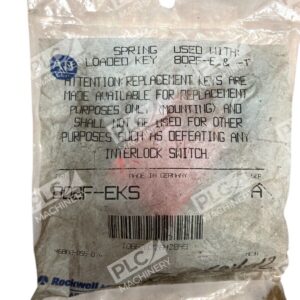 SPRING USED WITH:
LOADED KEY 802F-E, & -T
ATTENTION:REPLACEMENT KEYS ARE
MADE AVAILABLE FOR REPLACEMENT
PURPOSES ONLY (MOUNTING) AND
SHALL NOT BE USED FOR OTHER
PURPOSES SUCH AS DEFEATING ANY
INTERLOCK SWITCH.
MADE IN GERMANY
802F-EKS A
PLC
MACHINERY
Rockwell